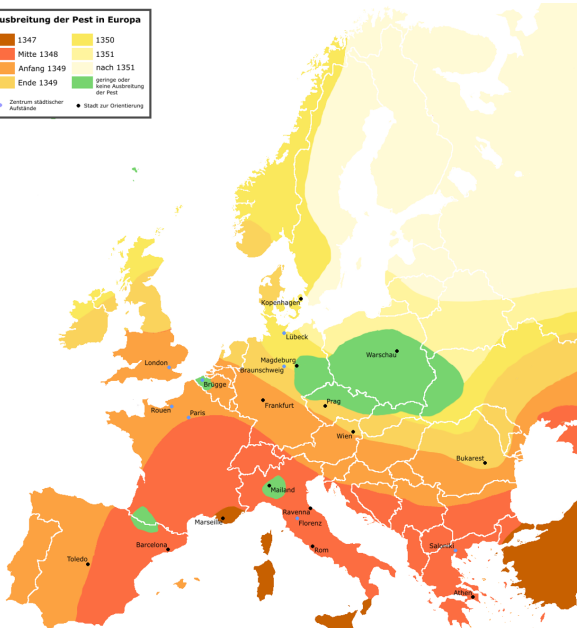 usbreitung der Pest in Europa
1347
Mitte 1348
Anfang 1349
Ende 1349
1350
1351
nach 1351
geringe oder
keine Ausbreitung
der Pest
Zentrum städtischer
Aufstände
Stadt zur Orientierung
Kopenhagen
Lübeck
Warschau
Magdeburg
Braunschweig
London
Brügge
Prag
Frankfurt
Rouen
Paris
Wien
Bukarest
Mailand
Ravenna
Marseille
Florenz
Barcelona
Rom
Saloniki
Toledo
Athen